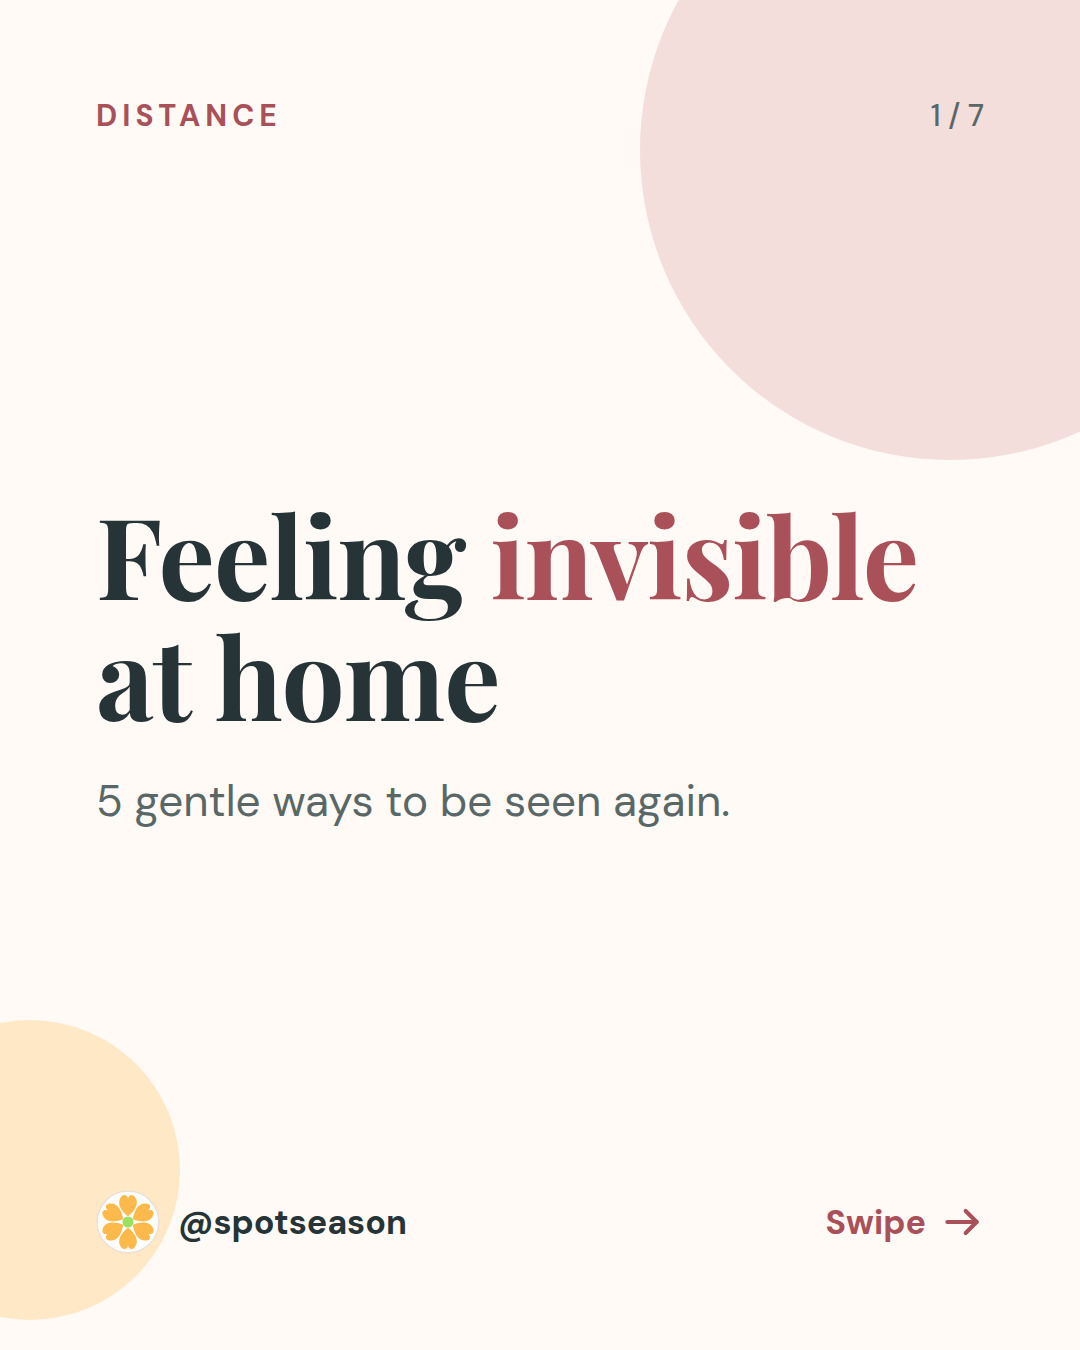 DISTANCE
1 / 7
Feeling invisible
at home
5 gentle ways to be seen again.
@spotseason
Swipe →